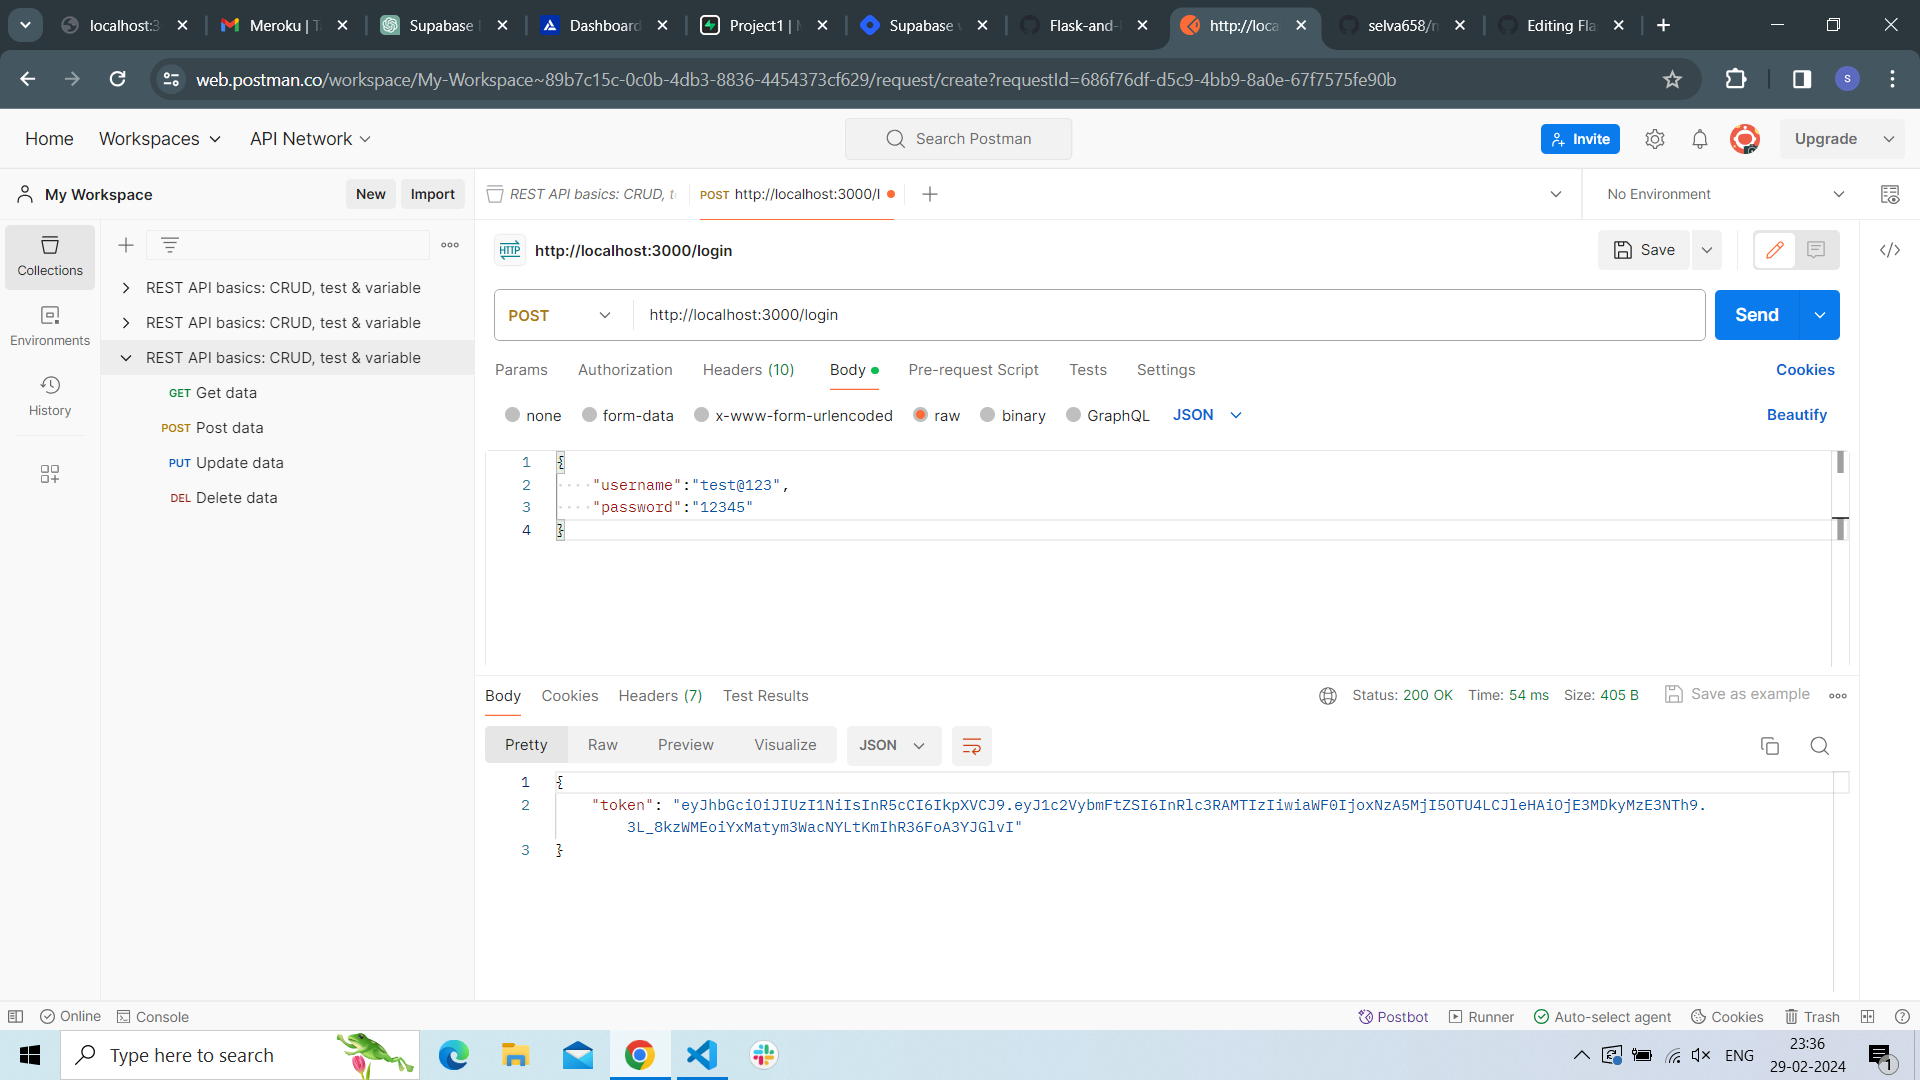 localhost:3
Meroku | T
Supabase
Dashboard
Project1 |
Supabase
Flask-and-
http://loca
selva658/
Editing Fla
web.postman.co/workspace/My-Workspace~89b7c15c-0c0b-4db3-8836-4454373cf629/request/create?requestId=686f76df-d5c9-4bb9-8a0e-67f7575fe90b
S
Home Workspaces API Network
Search Postman
Invite
Upgrade
My Workspace
New Import
REST API basics: CRUD, te
POST http://localhost:3000/l
No Environment
Collections
Environments
History
REST API basics: CRUD, test & variable
REST API basics: CRUD, test & variable
REST API basics: CRUD, test & variable
GET Get data
POST Post data
PUT Update data
DEL Delete data
HTTP http://localhost:3000/login
Save
POST http://localhost:3000/login
Send
Params Authorization Headers (10) Body Pre-request Script Tests Settings Cookies
none form-data x-www-form-urlencoded raw binary GraphQL JSON Beautify
1 {
2 "username":"test@123",
3 "password":"12345"
4 }
Body Cookies Headers (7) Test Results
Status: 200 OK Time: 54 ms Size: 405 B Save as example
Pretty Raw Preview Visualize JSON
1 {
2 "token": "eyJhbGciOiJIUzI1NiIsInR5cCI6IkpXVCJ9.eyJ1c2VybmFtZSI6InRlc3RAMTIzIiwiaWF0IjoxNzA5MjI5OTU4LCJleHAiOjE3MDkyMzE3NTh9.
3L_8kzWMEoiYxMatym3WacNYLtKmIhR36FoA3YJGlvI"
3 }
Online Console
Postbot Runner Auto-select agent Cookies Trash
Type here to search
ENG
23:36
29-02-2024
1